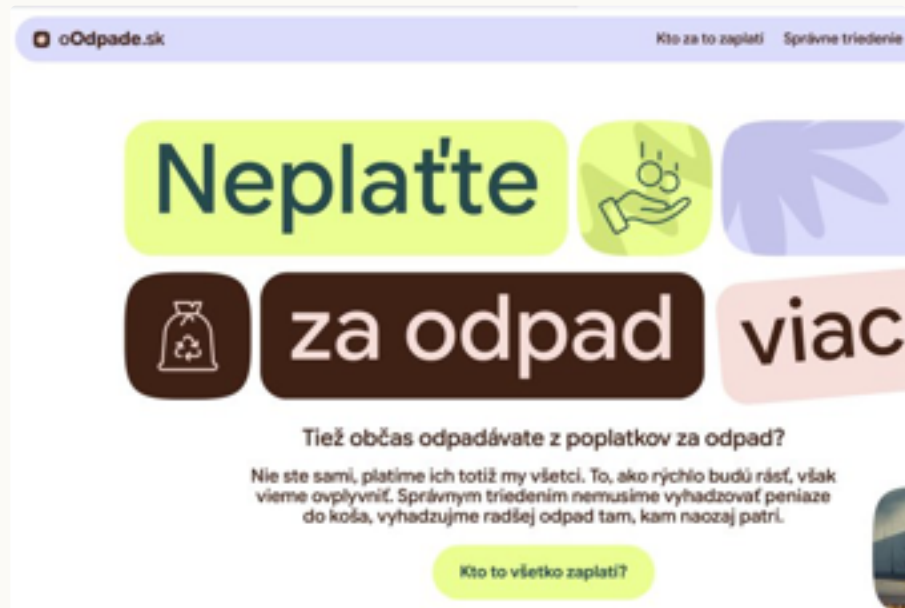 oOdpade.sk
Kto za to zaplatí Správne triedenie
Neplaťte
za odpad viac
Tiež občas odpadávate z poplatkov za odpad?
Nie ste sami, platíme ich totiž my všetci. To, ako rýchlo budú rásť, však
vieme ovplyvniť. Správnym triedením nemusíme vyhadzovať peniaze
do koša, vyhadzujme radšej odpad tam, kam naozaj patrí.
Kto to všetko zaplatí?